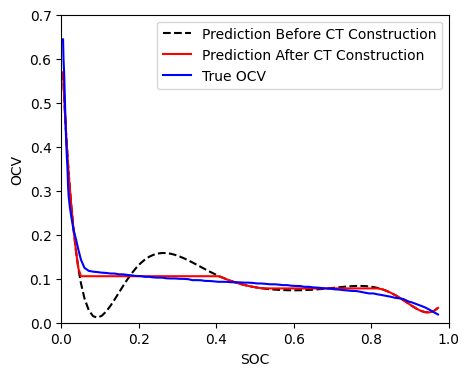 Prediction Before CT Construction
Prediction After CT Construction
True OCV
OCV
0.7
0.6
0.5
0.4
0.3
0.2
0.1
0.0
0.0 0.2 0.4 0.6 0.8 1.0
SOC